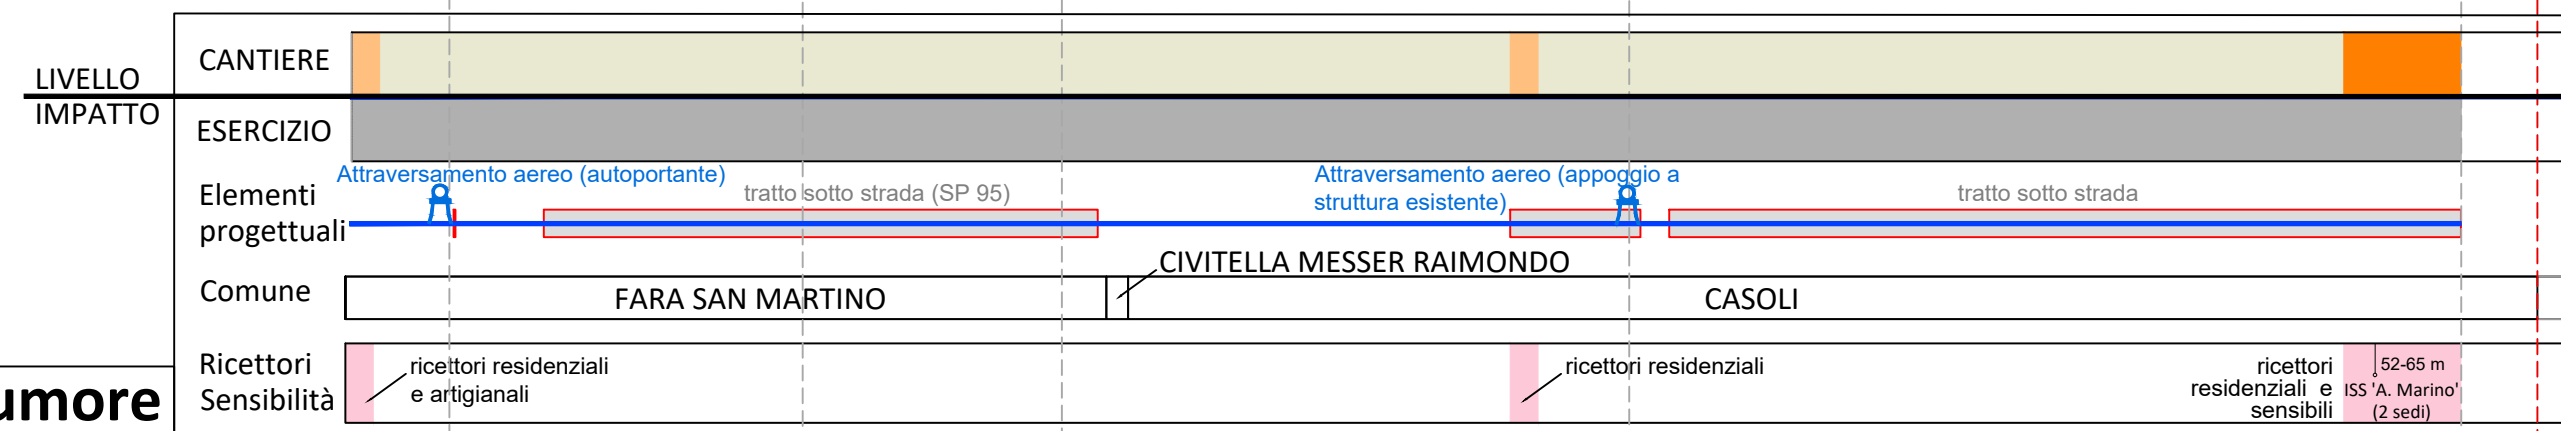 LIVELLO
IMPATTO
CANTIERE
ESERCIZIO
Elementi
progettuali
Attraversamento aereo (autoportante)
tratto sotto strada (SP 95)
Attraversamento aereo (appoggio a
struttura esistente)
tratto sotto strada
Comune
FARA SAN MARTINO
CIVITELLA MESSER RAIMONDO
CASOLI
umore
Ricettori
Sensibilità
ricettori residenziali
e artigianali
ricettori residenziali
ricettori
residenziali e
sensibili
52-65 m
ISS 'A. Marino'
(2 sedi)